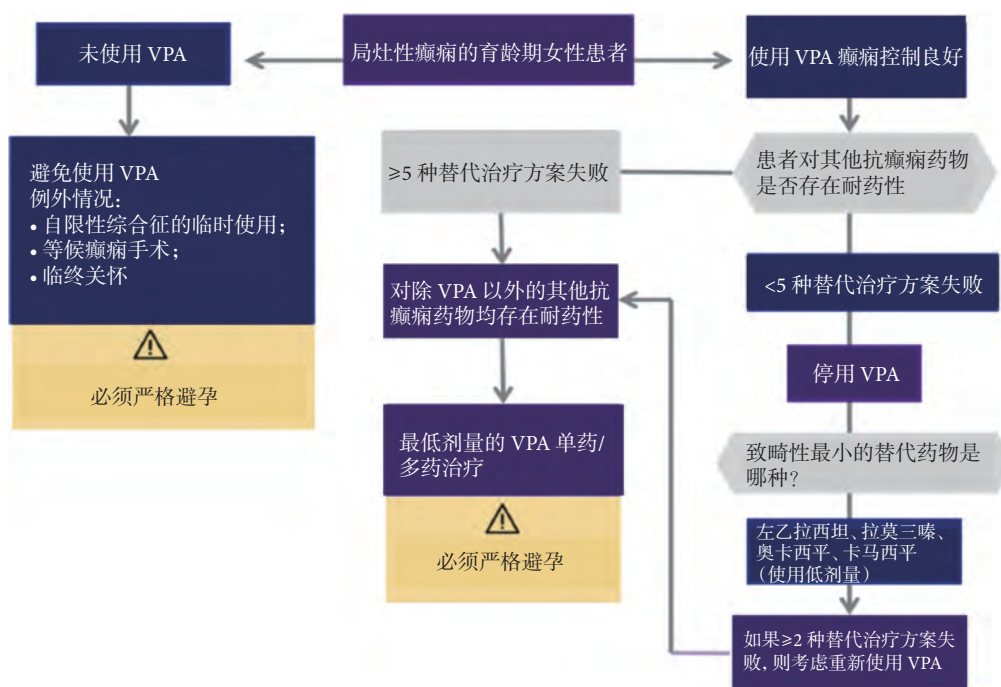 局灶性癫痫的育龄期女性患者
未使用 VPA
避免使用 VPA
例外情况：
• 自限性综合征的临时使用；
• 等候癫痫手术；
• 临终关怀
必须严格避孕
使用 VPA 癫痫控制良好
患者对其他抗癫痫药物
是否存在耐药性
≥5 种替代治疗方案失败
对除 VPA 以外的其他抗
癫痫药物均存在耐药性
最低剂量的 VPA 单药/
多药治疗
必须严格避孕
<5 种替代治疗方案失败
停用 VPA
致畸性最小的替代药物是
哪种？
左乙拉西坦、拉莫三嗪、
奥卡西平、卡马西平
（使用低剂量）
如果≥2 种替代治疗方案失
败，则考虑重新使用 VPA